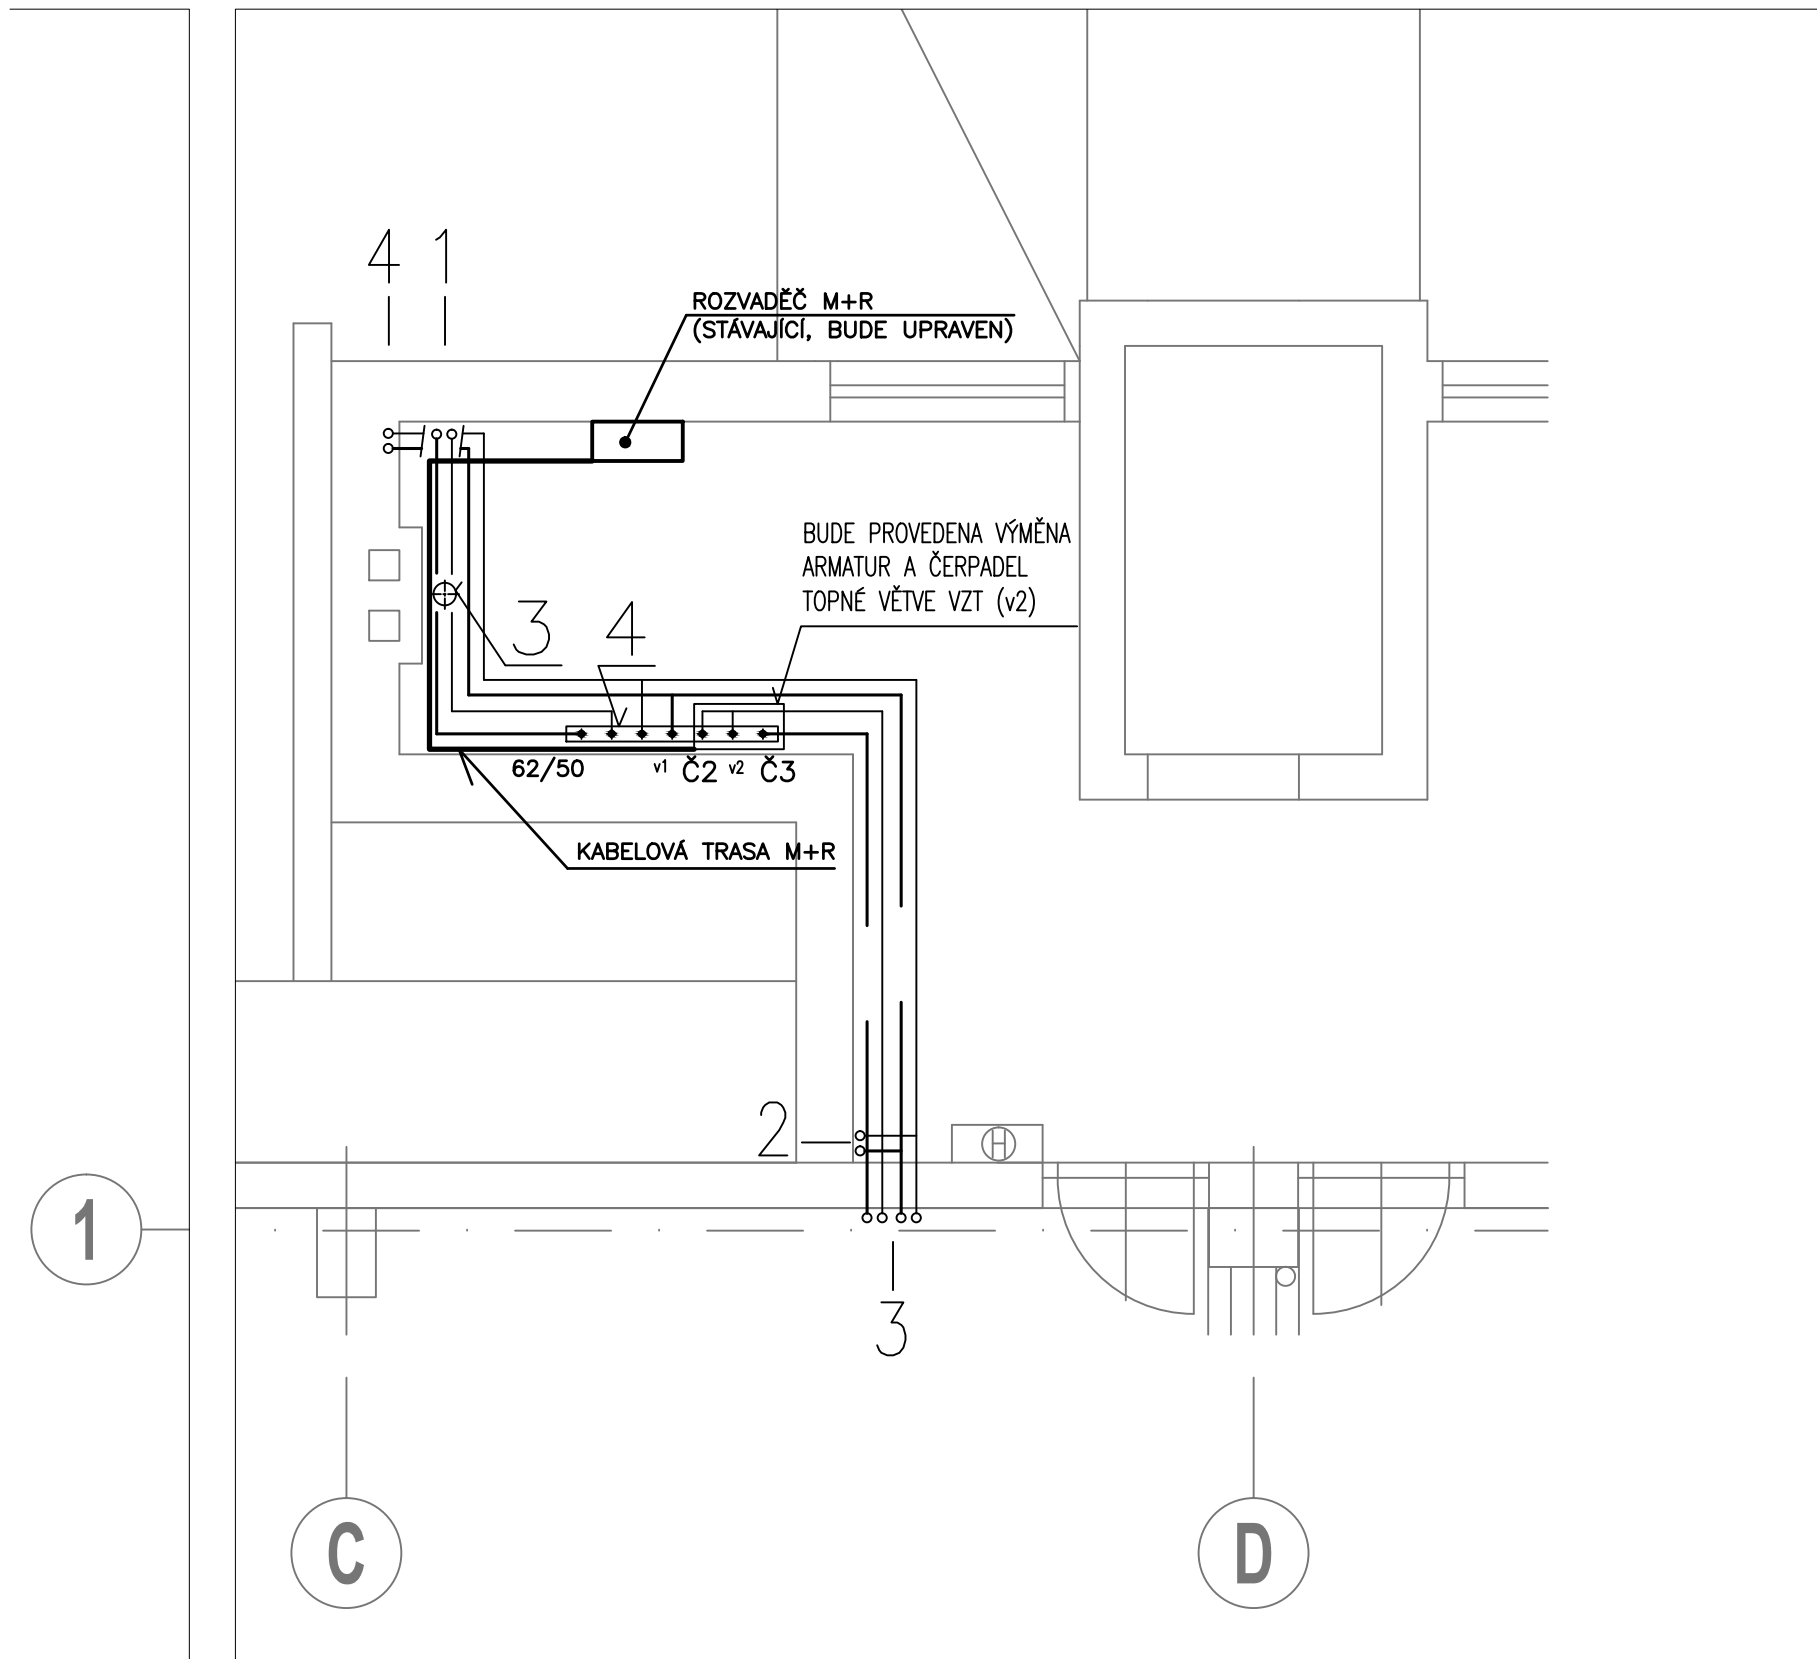 4 1
ROZVADĚČ M+R
(STÁVAJÍCÍ, BUDE UPRAVEN)
BUDE PROVEDENA VÝMĚNA
ARMATUR A ČERPADEL
TOPNÉ VĚTVE VZT (v2)
3 4
62/50 v1 Č2 v2 Č3
KABELOVÁ TRASA M+R
2
H
1
3
C D